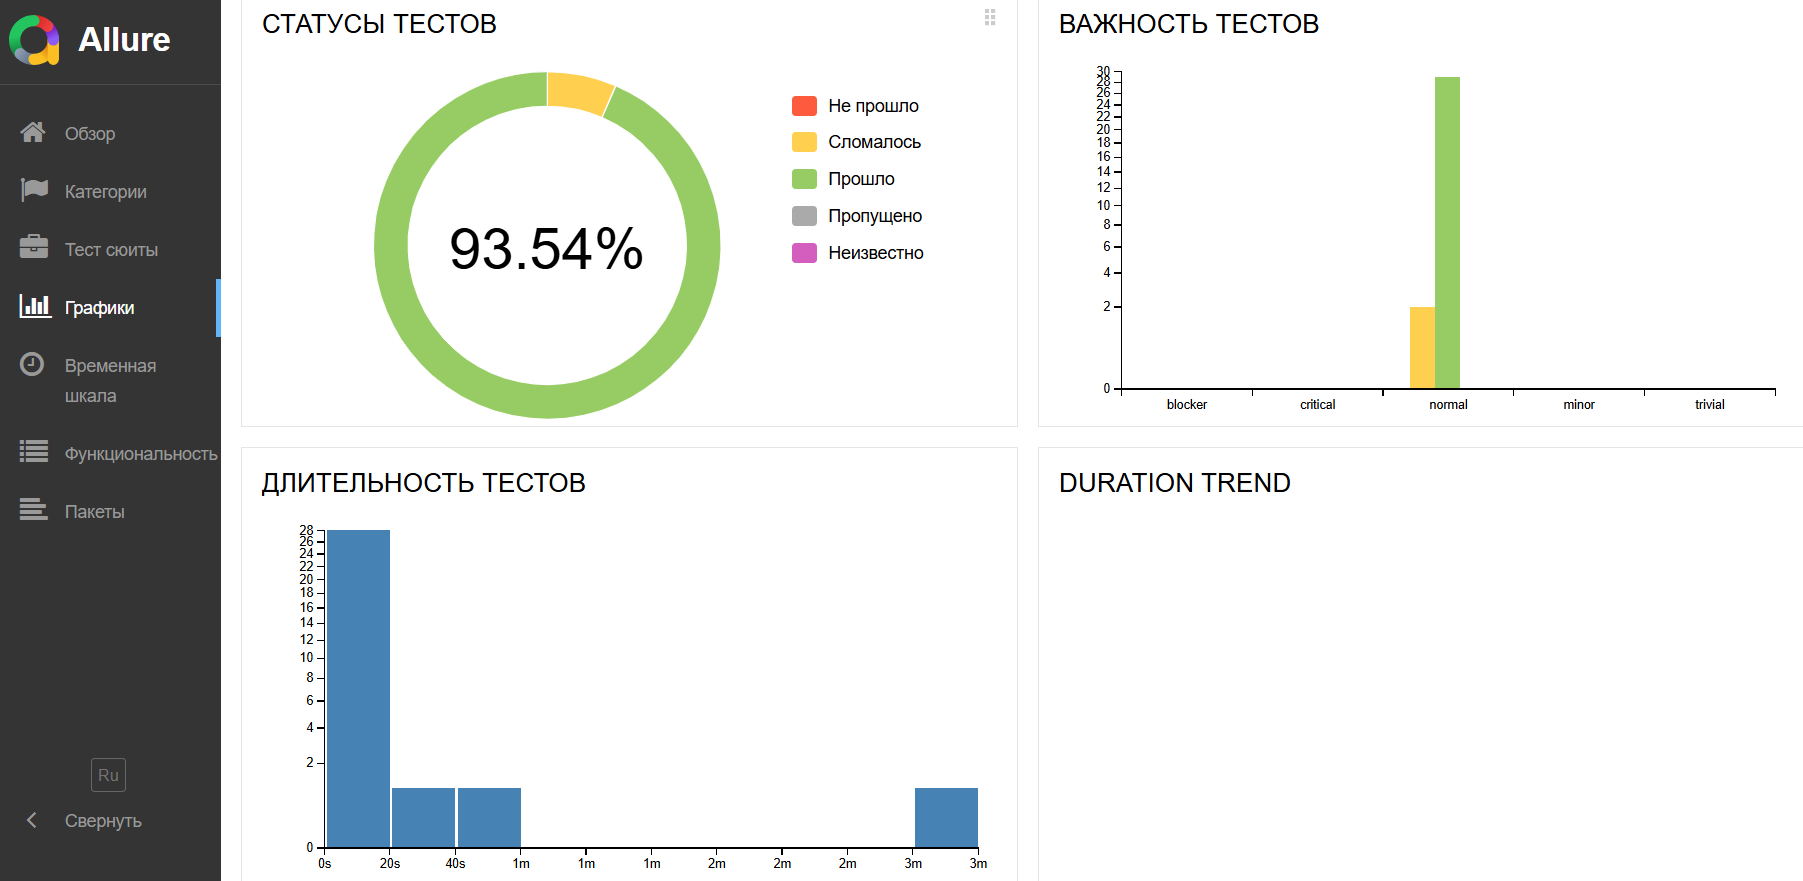 Allure
Обзор
Категории
Тест сюиты
Графики
Временная
шкала
Функциональность
Пакеты
Ru
Свернуть
СТАТУСЫ ТЕСТОВ
93.54%
Не прошло
Сломалось
Прошло
Пропущено
Неизвестно
ВАЖНОСТЬ ТЕСТОВ
30
28
26
24
22
20
18
16
14
12
10
8
6
4
2
0
blocker critical normal minor trivial
ДЛИТЕЛЬНОСТЬ ТЕСТОВ
28
26
24
22
20
18
16
14
12
10
8
6
4
2
0
0s 20s 40s 1m 1m 1m 2m 2m 2m 3m 3m
DURATION TREND